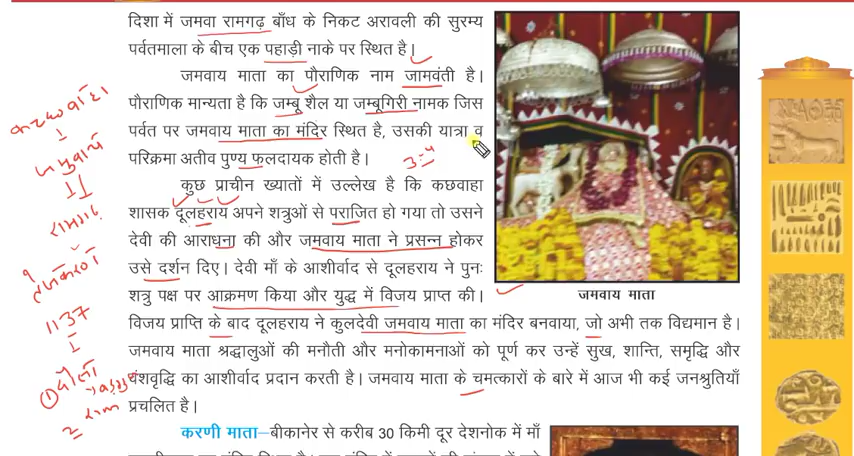 दिशा में जमवा रामगढ़ बाँध के निकट अरावली की सुरम्य
पर्वतमाला के बीच एक पहाड़ी नाके पर स्थित है।
जमवाय माता का पौराणिक नाम जामवंती है।
पौराणिक मान्यता है कि जम्बू शैल या जम्बूगिरी नामक जिस
पर्वत पर जमवाय माता का मंदिर स्थित है, उसकी यात्रा व
परिक्रमा अतीव पुण्य फलदायक होती है।
कुछ प्राचीन ख्यातों में उल्लेख है कि कछवाहा
शासक दूलहराय अपने शत्रुओं से पराजित हो गया तो उसने
देवी की आराधना की और जमवाय माता ने प्रसन्न होकर
उसे दर्शन दिए। देवी माँ के आशीर्वाद से दूलहराय ने पुनः
शत्रु पक्ष पर आक्रमण किया और युद्ध में विजय प्राप्त की।
जमवाय माता
विजय प्राप्ति के बाद दूलहराय ने कुलदेवी जमवाय माता का मंदिर बनवाया, जो अभी तक विद्यमान है।
जमवाय माता श्रद्धालुओं की मनौती और मनोकामनाओं को पूर्ण कर उन्हें सुख, शान्ति, समृद्धि और
वंशवृद्धि का आशीर्वाद प्रदान करती है। जमवाय माता के चमत्कारों के बारे में आज भी कई जनश्रुतियाँ
प्रचलित है।
करणी माता–बीकानेर से करीब 30 किमी दूर देशनोक में माँ
1137